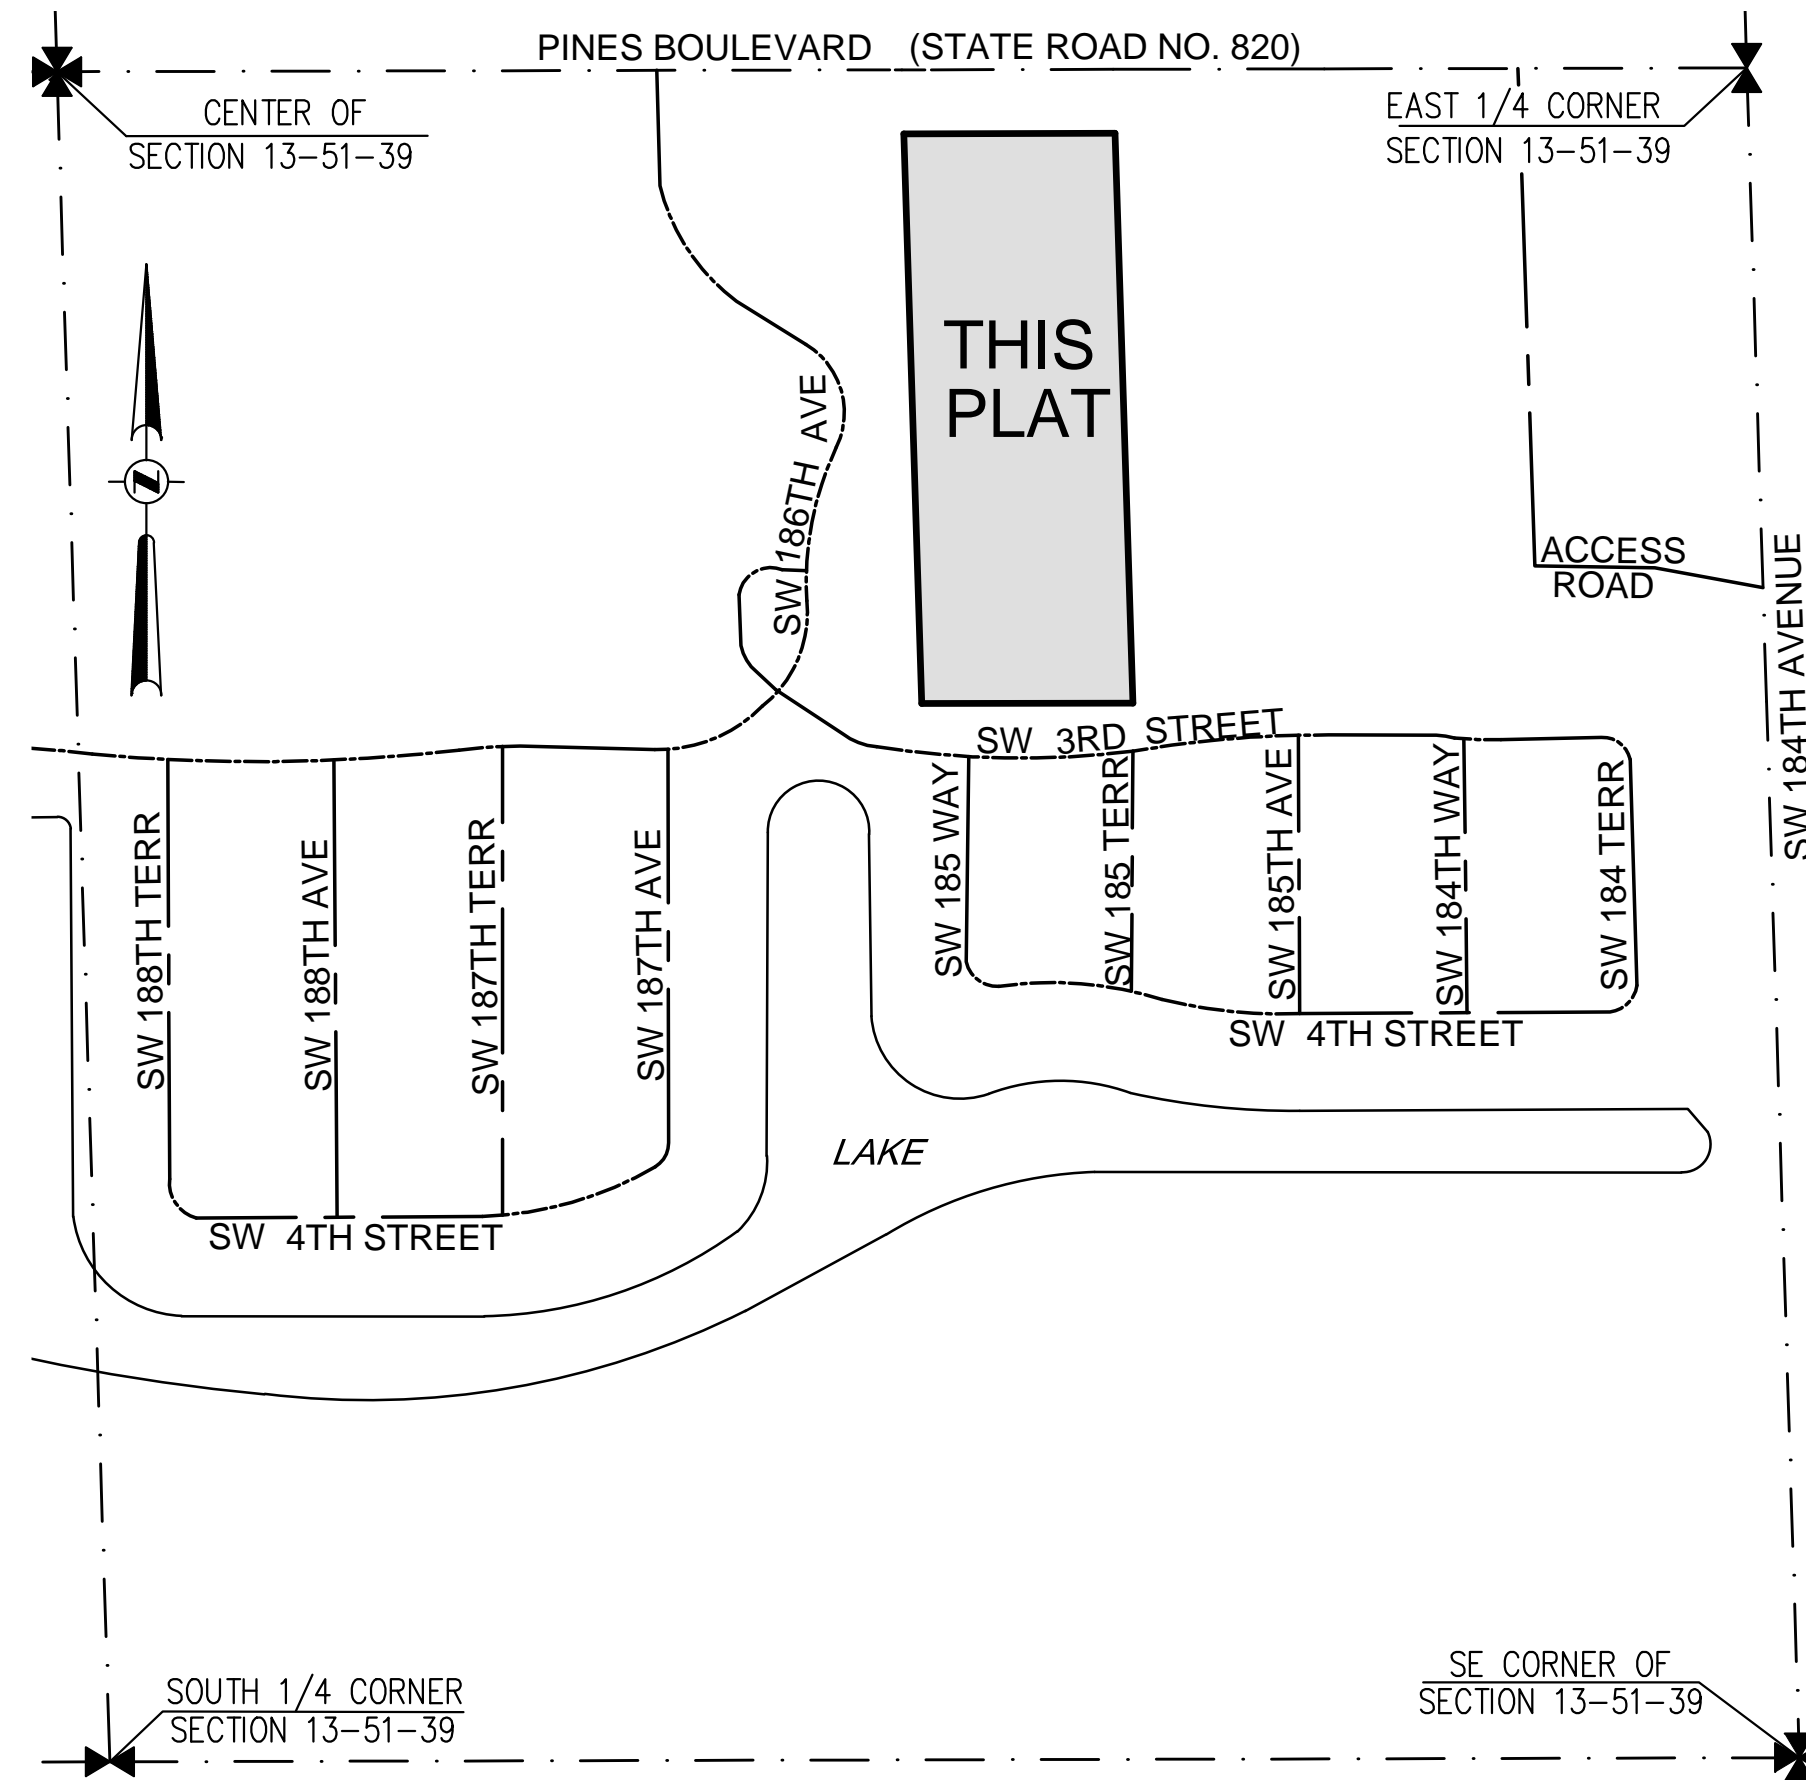 PINES BOULEVARD (STATE ROAD NO. 820)
CENTER OF
SECTION 13-51-39
EAST 1/4 CORNER
SECTION 13-51-39
THIS
PLAT
SW 186TH AVE
N
ACCESS
ROAD
SW 184TH AVENUE
SW 3RD STREET
SW 188TH TERR
SW 188TH AVE
SW 187TH TERR
SW 187TH AVE
SW 185 WAY
SW 185 TERR
SW 185TH AVE
SW 184TH WAY
SW 184 TERR
SW 4TH STREET
LAKE
SW 4TH STREET
SOUTH 1/4 CORNER
SECTION 13-51-39
SE CORNER OF
SECTION 13-51-39